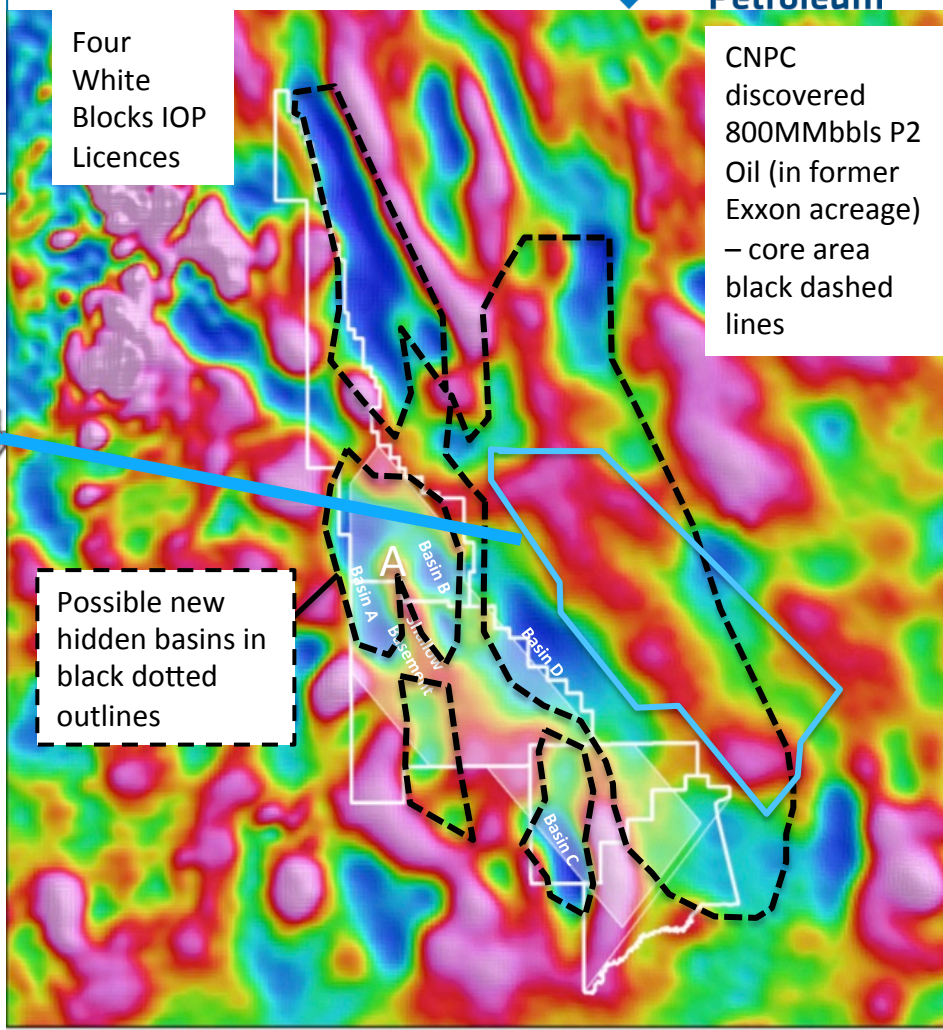 Petroleum
Four
White
Blocks IOP
Licences
CNPC
discovered
800MMbbls P2
Oil (in former
Exxon acreage)
– core area
black dashed
lines
A
Basin A
Basin B
Shallow
Basement
Basin D
Possible new
hidden basins in
black dotted
outlines
Basin C